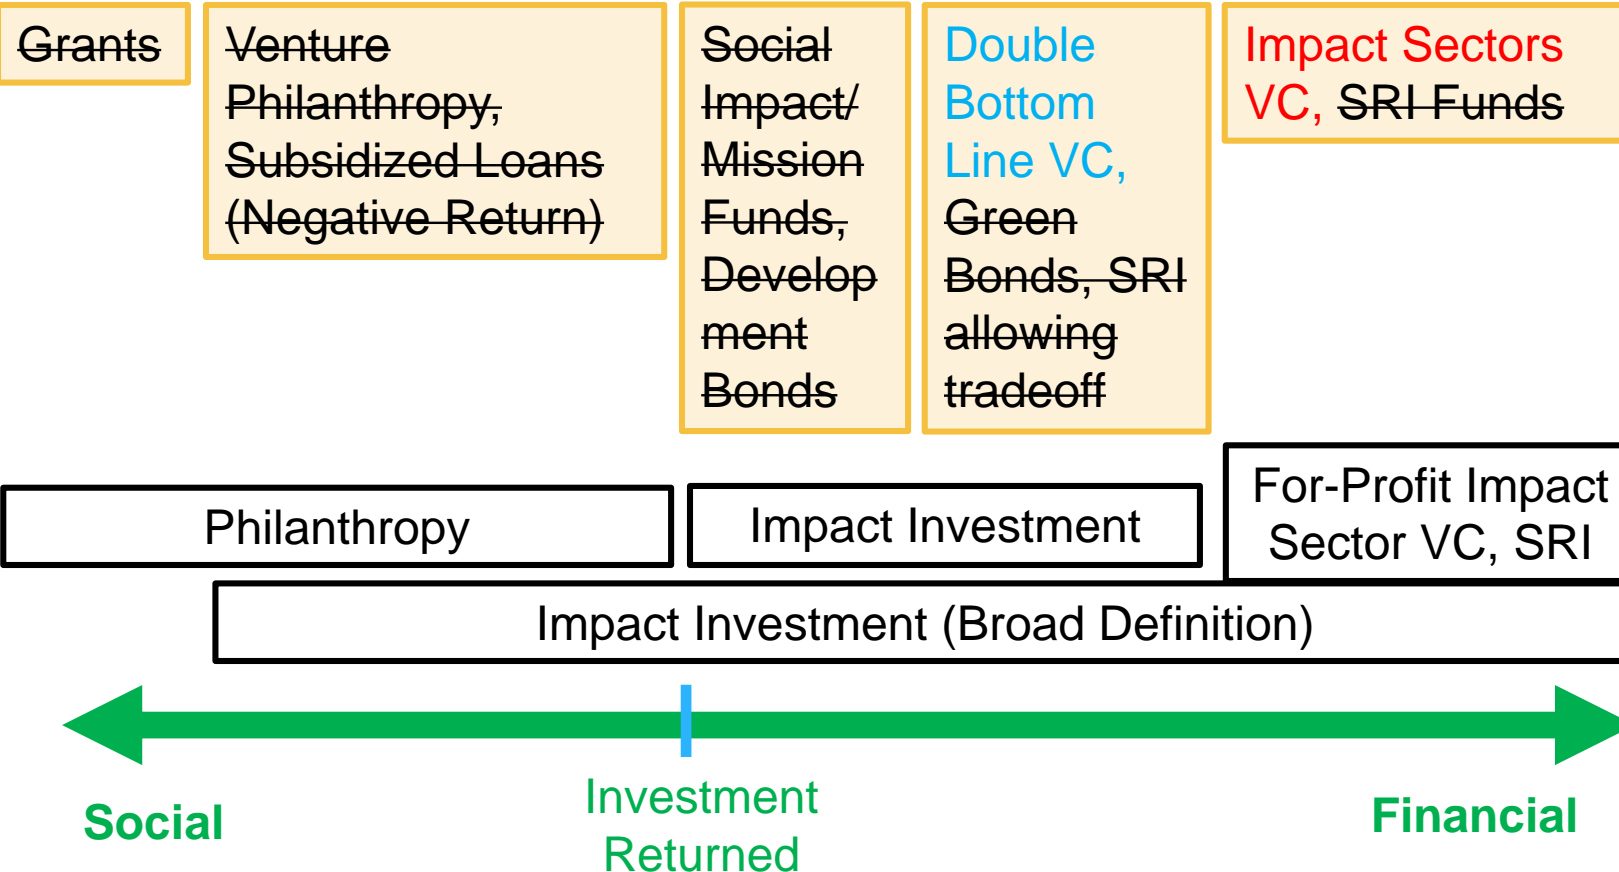 Grants
Venture
Philanthropy,
Subsidized Loans
(Negative Return)
Social
Impact/
Mission
Funds,
Develop
ment
Bonds
Double
Bottom
Line VC,
Green
Bonds, SRI
allowing
tradeoff
Impact Sectors
VC, SRI Funds
Philanthropy
Impact Investment
For-Profit Impact
Sector VC, SRI
Impact Investment (Broad Definition)
Social
Investment
Returned
Financial